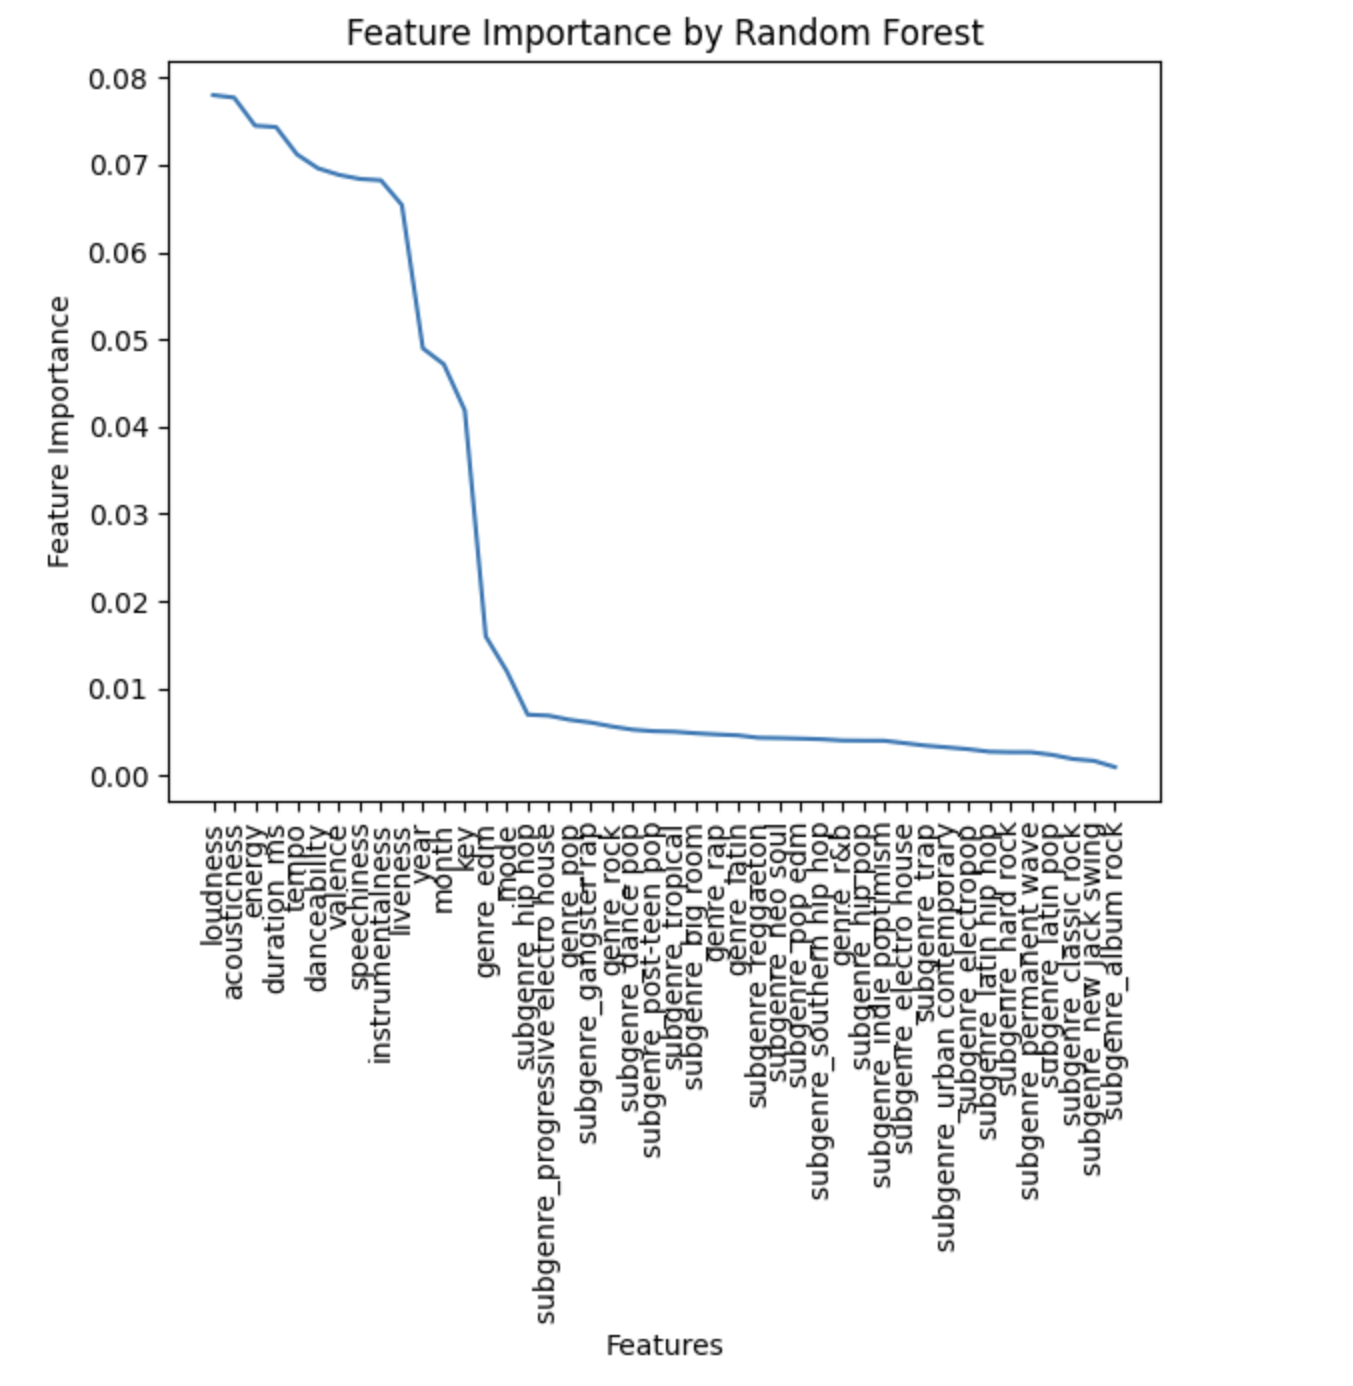 Feature Importance by Random Forest
0.08
0.07
0.06
0.05
0.04
0.03
0.02
0.01
0.00
Feature Importance
loudness
acousticness
energy
duration_ms
tempo
danceability
valence
speechiness
instrumentalness
liveness
year
month
key
genre_edm
mode
subgenre_hip hop
subgenre_progressive electro house
genre_pop
subgenre_gangster rap
genre_rock
subgenre_dance pop
subgenre_post-teen pop
subgenre_tropical
subgenre_big room
genre_rap
genre_latin
subgenre_reggaeton
subgenre_neo soul
subgenre_pop edm
subgenre_southern hip hop
genre_r&b
subgenre_hip pop
subgenre_indie poptimism
subgenre_electro house
subgenre_trap
subgenre_urban contemporary
subgenre_electropop
subgenre_latin hip hop
subgenre_hard rock
subgenre_permanent wave
subgenre_latin pop
subgenre_classic rock
subgenre_new jack swing
subgenre_album rock
Features